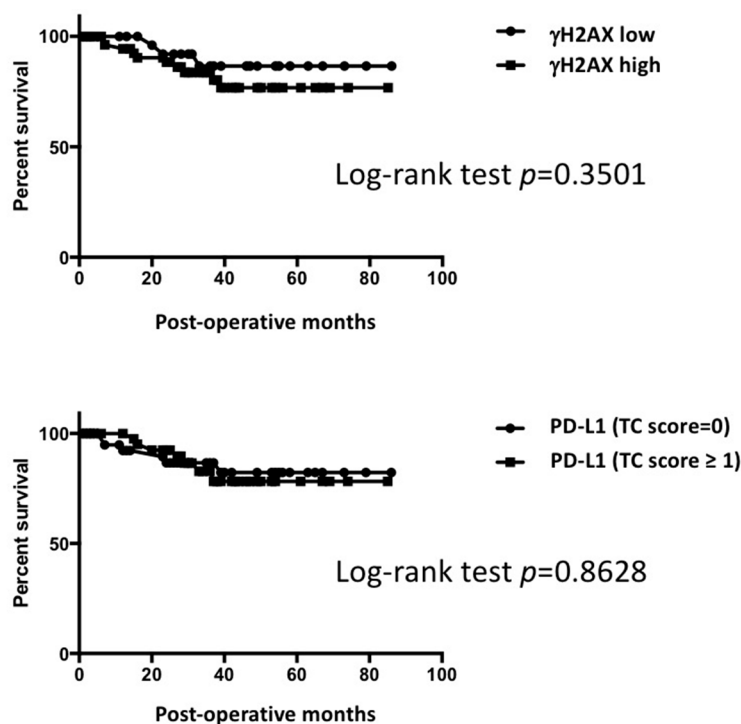 γH2AX low
γH2AX high
100
50
0
Percent survival
Log-rank test p=0.3501
0 20 40 60 80 100
Post-operative months
PD-L1 (TC score=0)
PD-L1 (TC score ≥ 1)
100
50
0
Percent survival
Log-rank test p=0.8628
0 20 40 60 80 100
Post-operative months